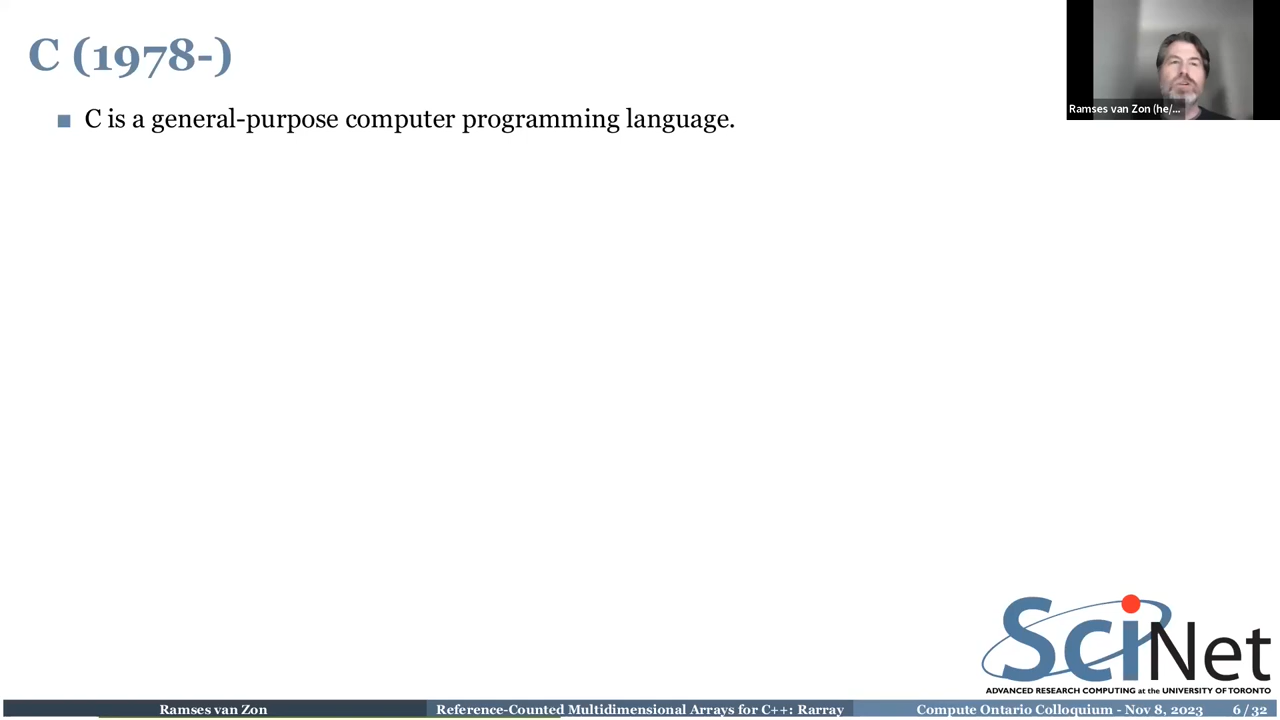 C (1978-)
C is a general-purpose computer programming language.
Ramses van Zon (he/...
SciNet
ADVANCED RESEARCH COMPUTING at the UNIVERSITY OF TORONTO
Ramses van Zon
Reference-Counted Multidimensional Arrays for C++: Rarray
Compute Ontario Colloquium - Nov 8, 2023
6 / 32